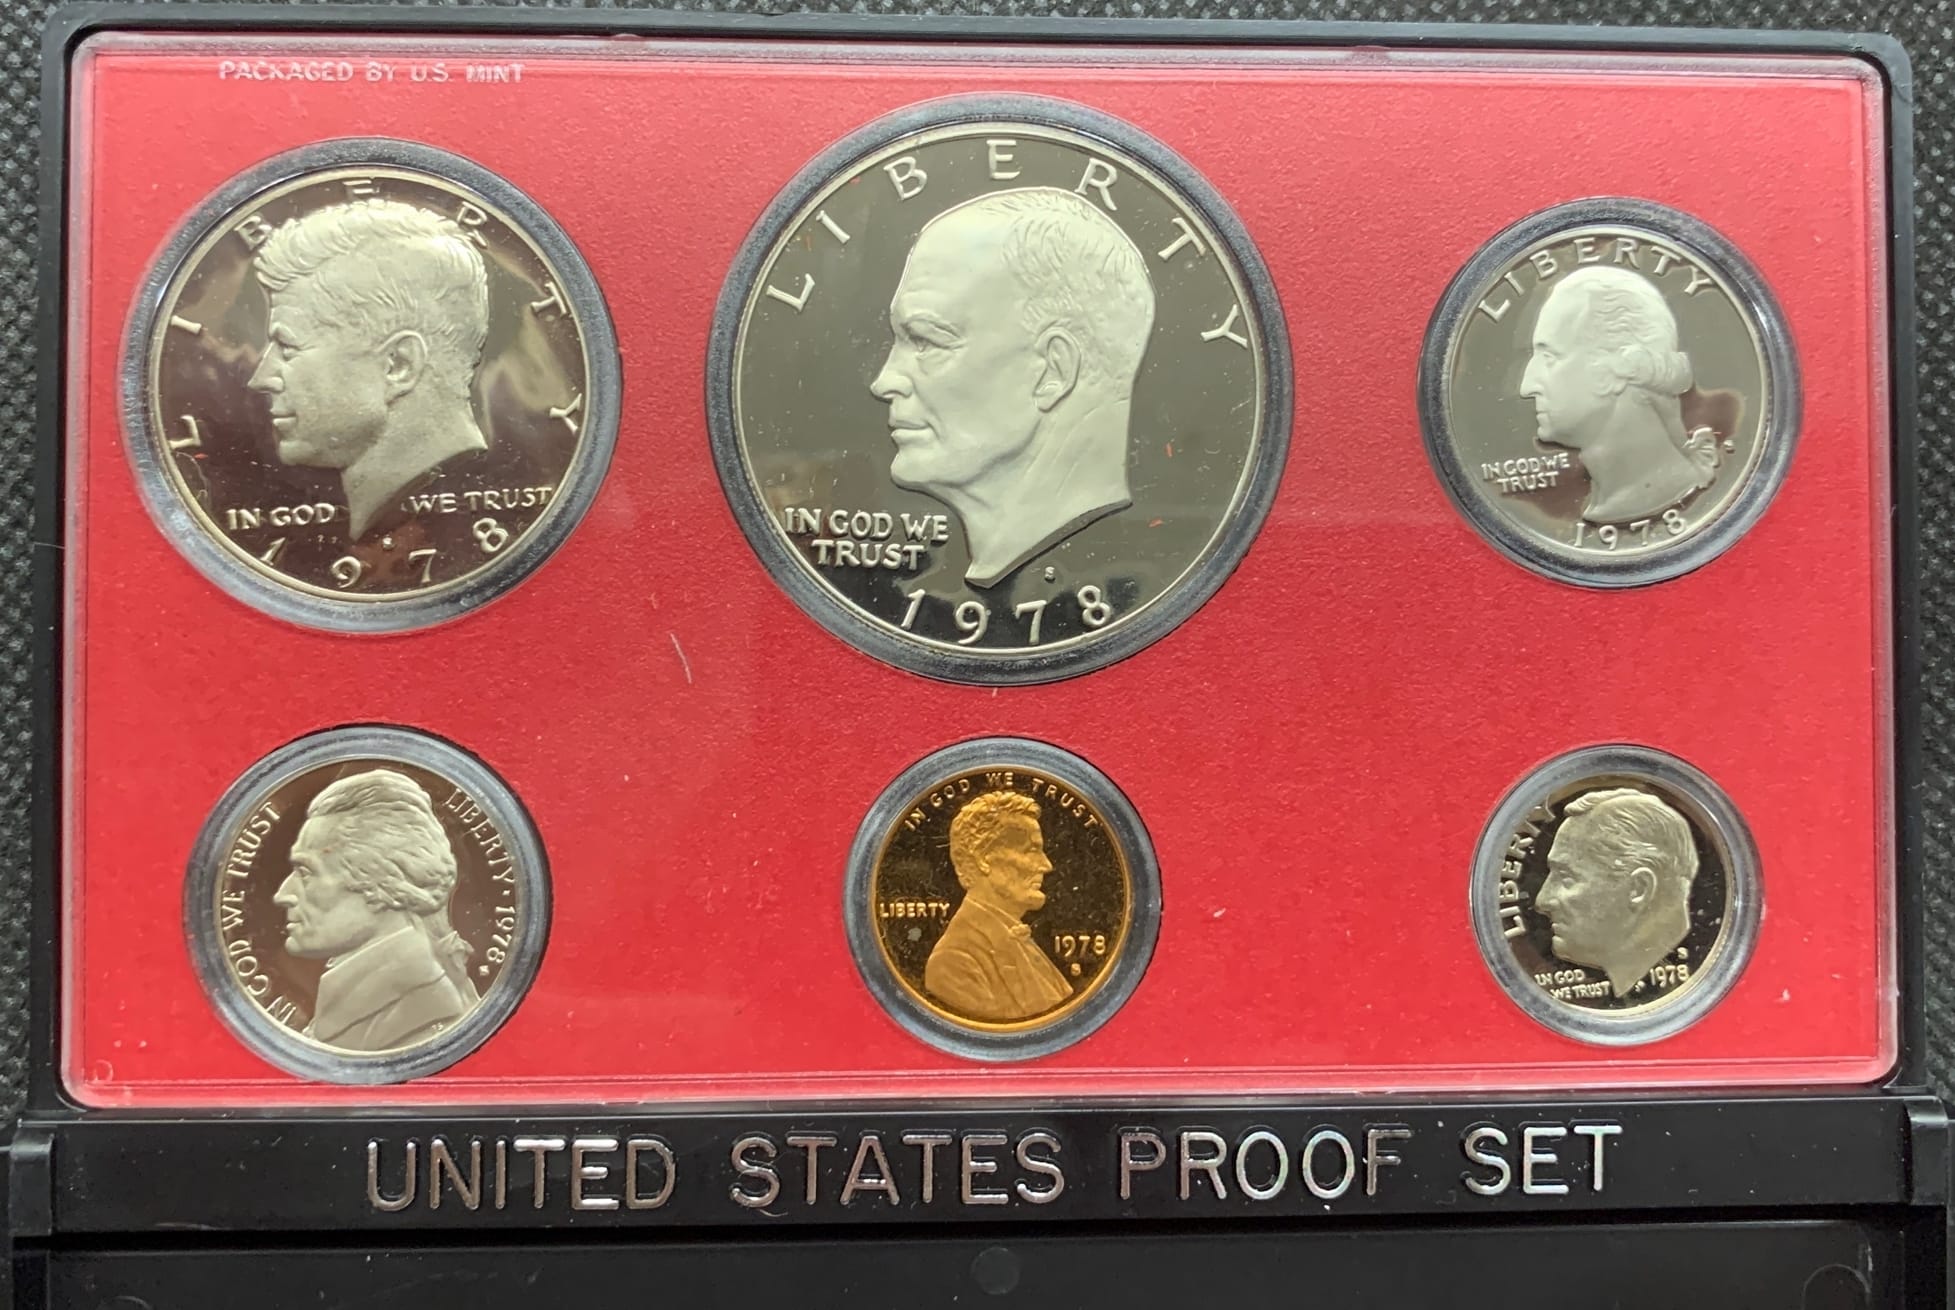 PACKAGED BY U.S. MINT
LIBERTY
IN GOD WE TRUST
S
1978
LIBERTY
IN GOD WE
TRUST
S
1978
LIBERTY
IN GOD WE
TRUST
S
1978
IN GOD WE TRUST
LIBERTY · 1978
S
IN GOD WE TRUST
LIBERTY
1978
S
LIBERTY
IN GOD
WE TRUST
S
1978
UNITED STATES PROOF SET